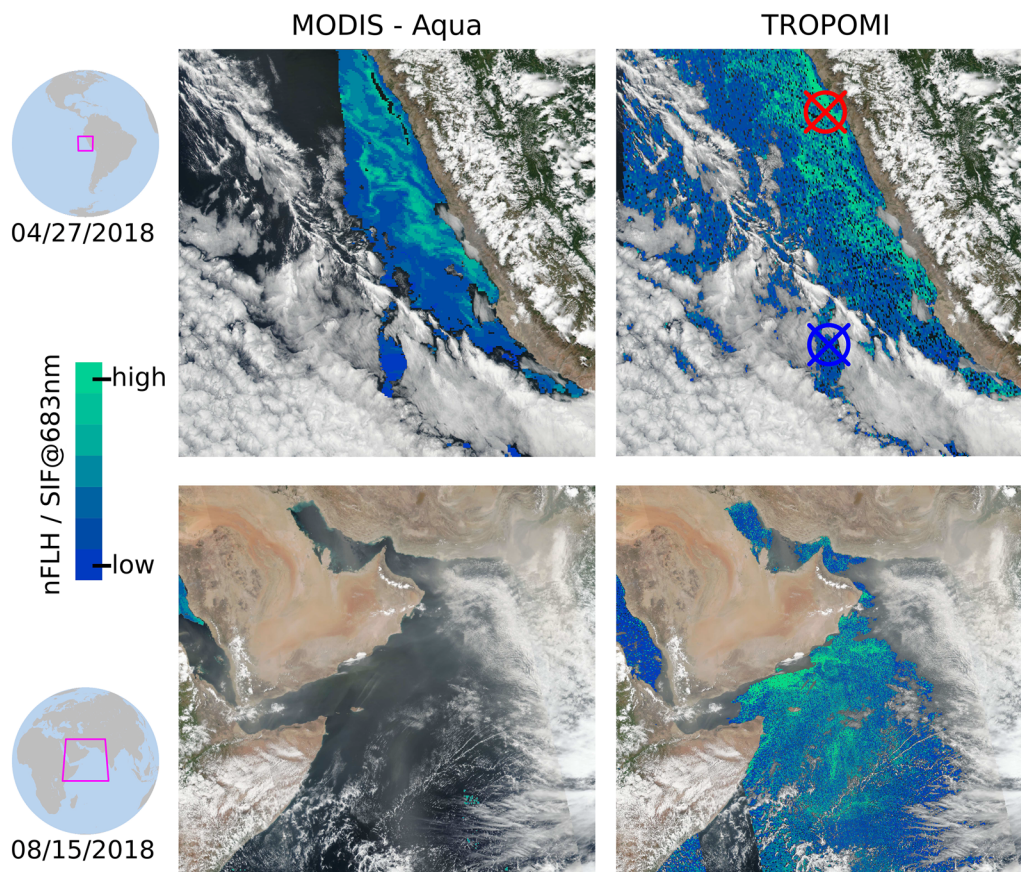 MODIS - Aqua
TROPOMI
04/27/2018
high
nFLH / SIF@683nm
low
08/15/2018